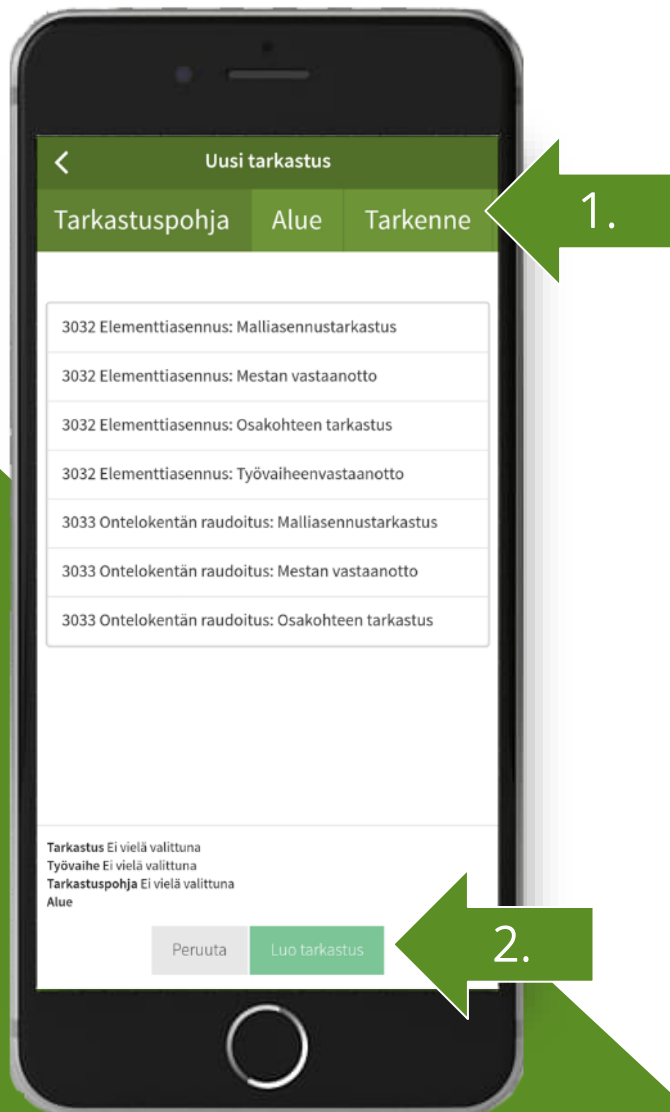 Uusi tarkastus
Tarkastuspohja Alue Tarkenne
1.
3032 Elementtiasennus: Malliasennustarkastus
3032 Elementtiasennus: Mestan vastaanotto
3032 Elementtiasennus: Osakohteen tarkastus
3032 Elementtiasennus: Työvaiheenvastaanotto
3033 Ontelokentän raudoitus: Malliasennustarkastus
3033 Ontelokentän raudoitus: Mestan vastaanotto
3033 Ontelokentän raudoitus: Osakohteen tarkastus
Tarkastus Ei vielä valittuna
Työvaihe Ei vielä valittuna
Tarkastuspohja Ei vielä valittuna
Alue
Peruuta Luo tarkastus
2.